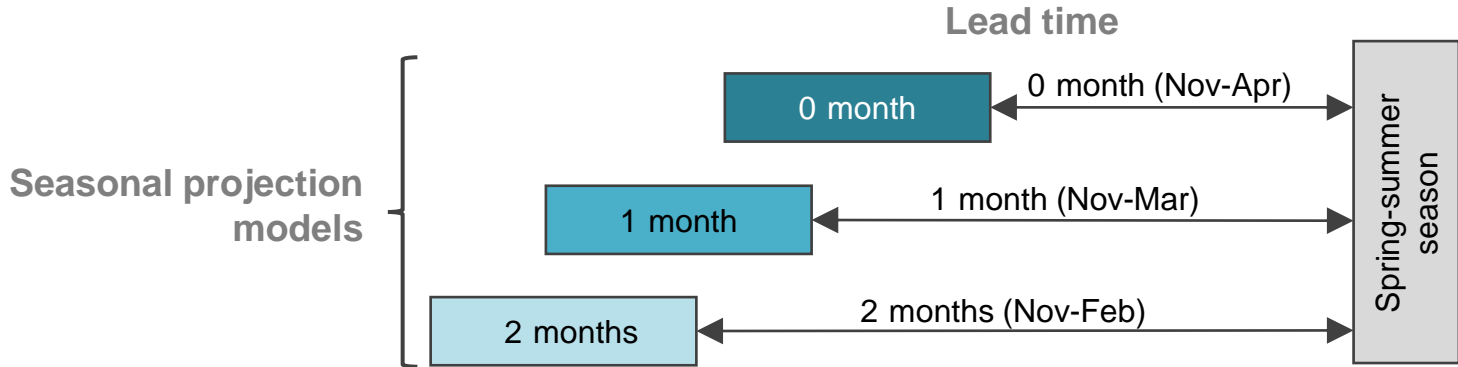 Lead time
0 month
0 month (Nov-Apr)
Seasonal projection
models
1 month
1 month (Nov-Mar)
2 months
2 months (Nov-Feb)
Spring-summer
season